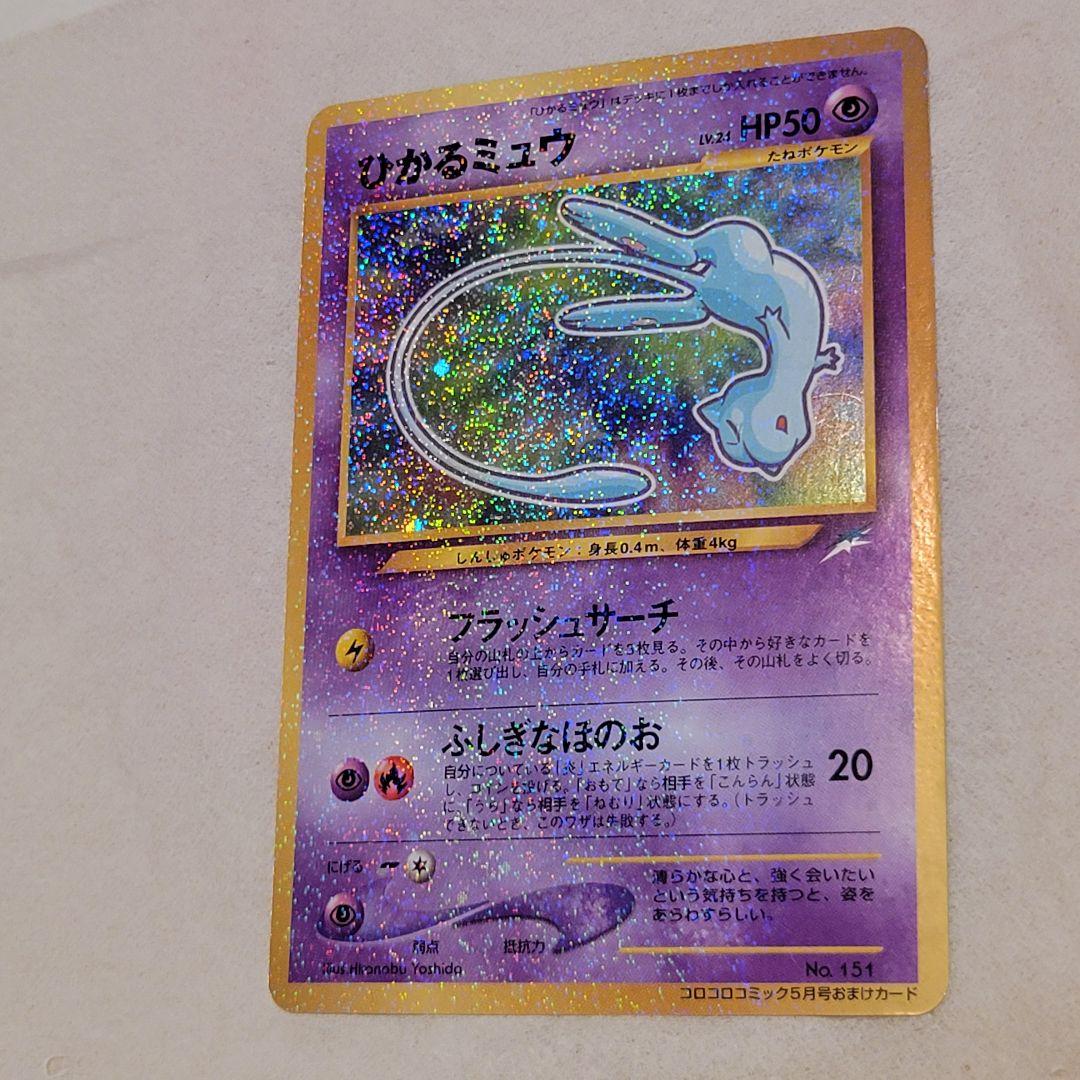 「ひかるミュウ」はデッキに1枚までしか入れることができません。
ひかるミュウ
LV.21 HP50
たねポケモン
しんしゅポケモン：身長0.4m、体重4kg
フラッシュサーチ
自分の山札の上からカードを5枚見る。その中から好きなカードを
1枚選び出し、自分の手札に加える。その後、その山札をよく切る。
ふしぎなほのお
20
自分についている「炎」エネルギーカードを1枚トラッシュ
し、コインを投げる。「おもて」なら相手を「こんらん」状態
に、「うら」なら相手を「ねむり」状態にする。（トラッシュ
できないとき、このワザは失敗する。）
にげる
薄らかな心と、強く会いたい
という気持ちを持つと、姿を
あらわすらしい。
弱点
抵抗力
Illus. Hironobu Yoshida
No. 151
コロコロコミック5月号おまけカード